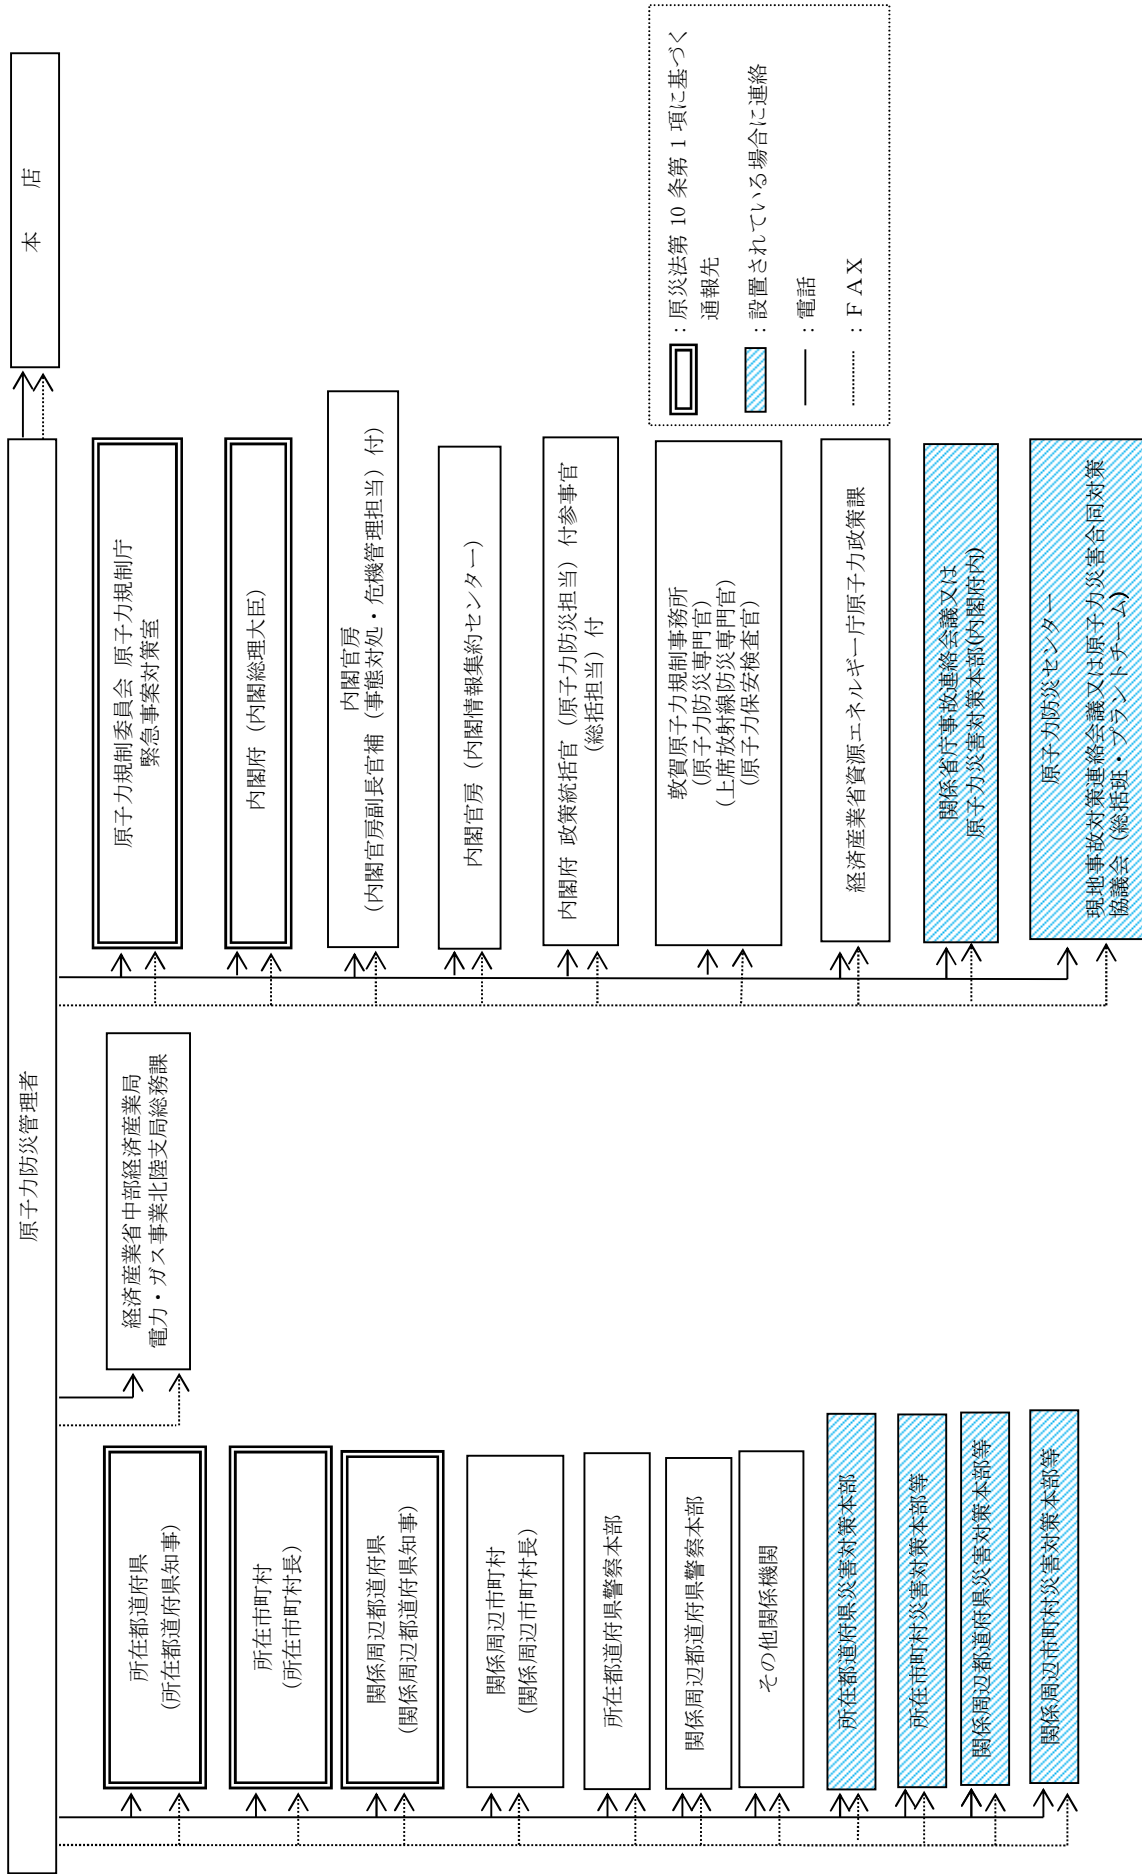 原子力防災管理者
本　店
所在都道府県
(所在都道府県知事)
所在市町村
(所在市町村長)
関係周辺都道府県
(関係周辺都道府県知事)
関係周辺市町村
(関係周辺市町村長)
所在都道府県警察本部
関係周辺都道府県警察本部
その他関係機関
所在都道府県災害対策本部
所在市町村災害対策本部等
関係周辺都道府県災害対策本部等
関係周辺市町村災害対策本部等
経済産業省中部経済産業局
電力・ガス事業北陸支局総務課
原子力規制委員会 原子力規制庁
緊急事案対策室
内閣府（内閣総理大臣）
内閣官房
（内閣官房副長官補（事態対処・危機管理担当）付）
内閣官房（内閣情報集約センター）
内閣府 政策統括官（原子力防災担当）付参事官
（総括担当）付
敦賀原子力規制事務所
(原子力防災専門官)
(上席放射線防災専門官)
(原子力保安検査官)
経済産業省資源エネルギー庁原子力政策課
関係省庁事故連絡会議又は
原子力災害対策本部(内閣府内)
原子力防災センター
現地事故対策連絡会議又は原子力災害合同対策
協議会（総括班・プラントチーム)
：原災法第 10 条第 1 項に基づく
通報先
：設置されている場合に連絡
：電話
：ＦＡＸ